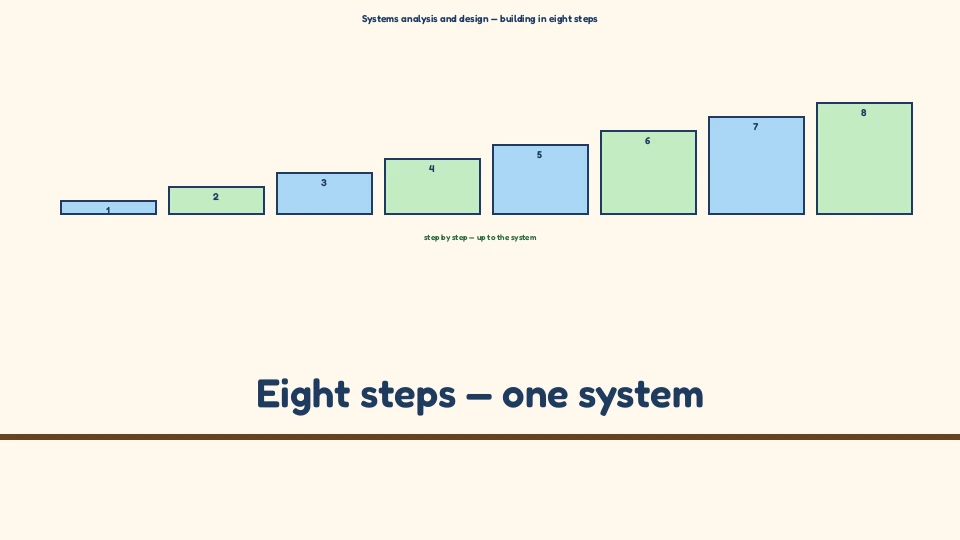 Systems analysis and design — building in eight steps
1
2
3
4
5
6
7
8
step by step — up to the system
Eight steps — one system